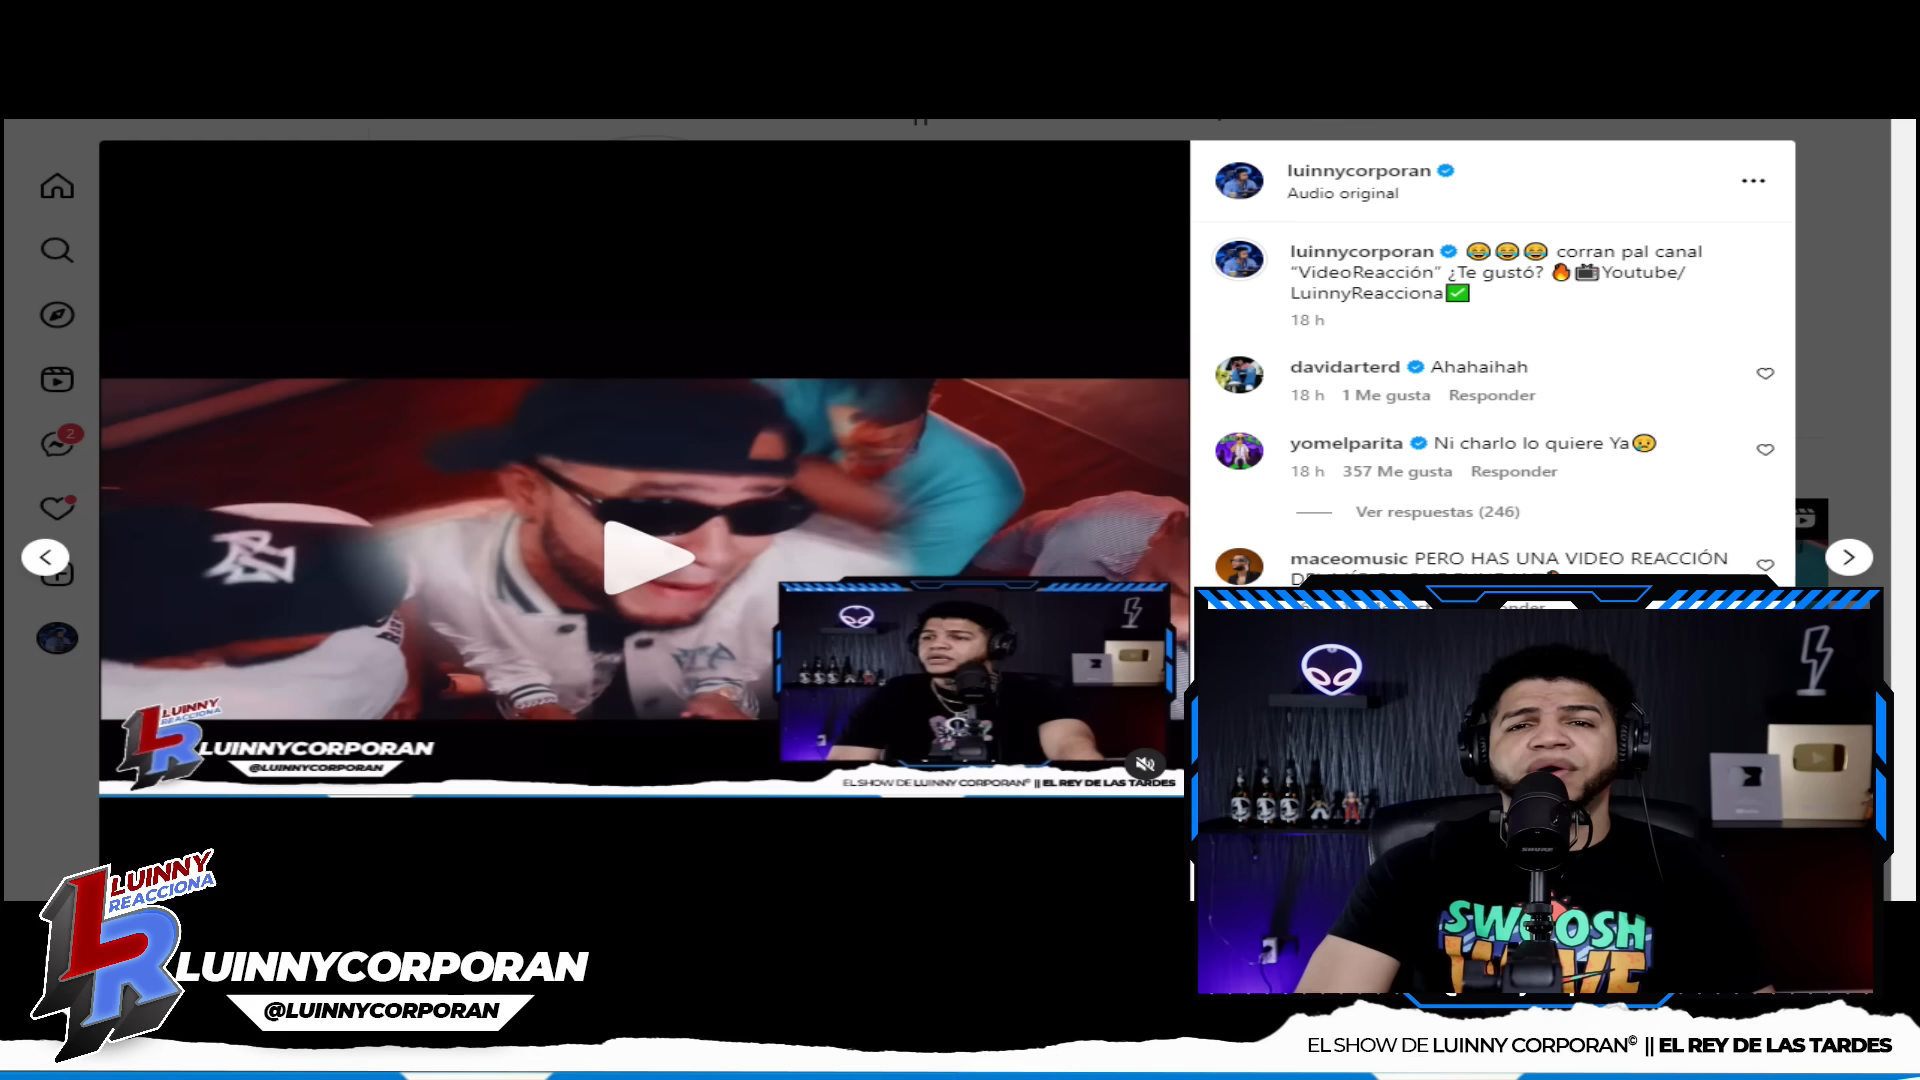 luinnycorporan
Audio original
luinnycorporan 😂😂😂 corran pal canal
“VideoReacción” ¿Te gustó? 🔥📺Youtube/
LuinnyReacciona✅
18 h
davidarterd Ahahaihah
18 h 1 Me gusta Responder
yomelparita Ni charlo lo quiere Ya😢
18 h 357 Me gusta Responder
Ver respuestas (246)
maceomusic PERO HAS UNA VIDEO REACCIÓN
2
LUINNY
REACCIONA
LUINNYCORPORAN
@LUINNYCORPORAN
EL SHOW DE LUINNY CORPORAN© || EL REY DE LAS TARDES
SHURE
SWOOSH
LUINNY
REACCIONA
LUINNYCORPORAN
@LUINNYCORPORAN
EL SHOW DE LUINNY CORPORAN© || EL REY DE LAS TARDES